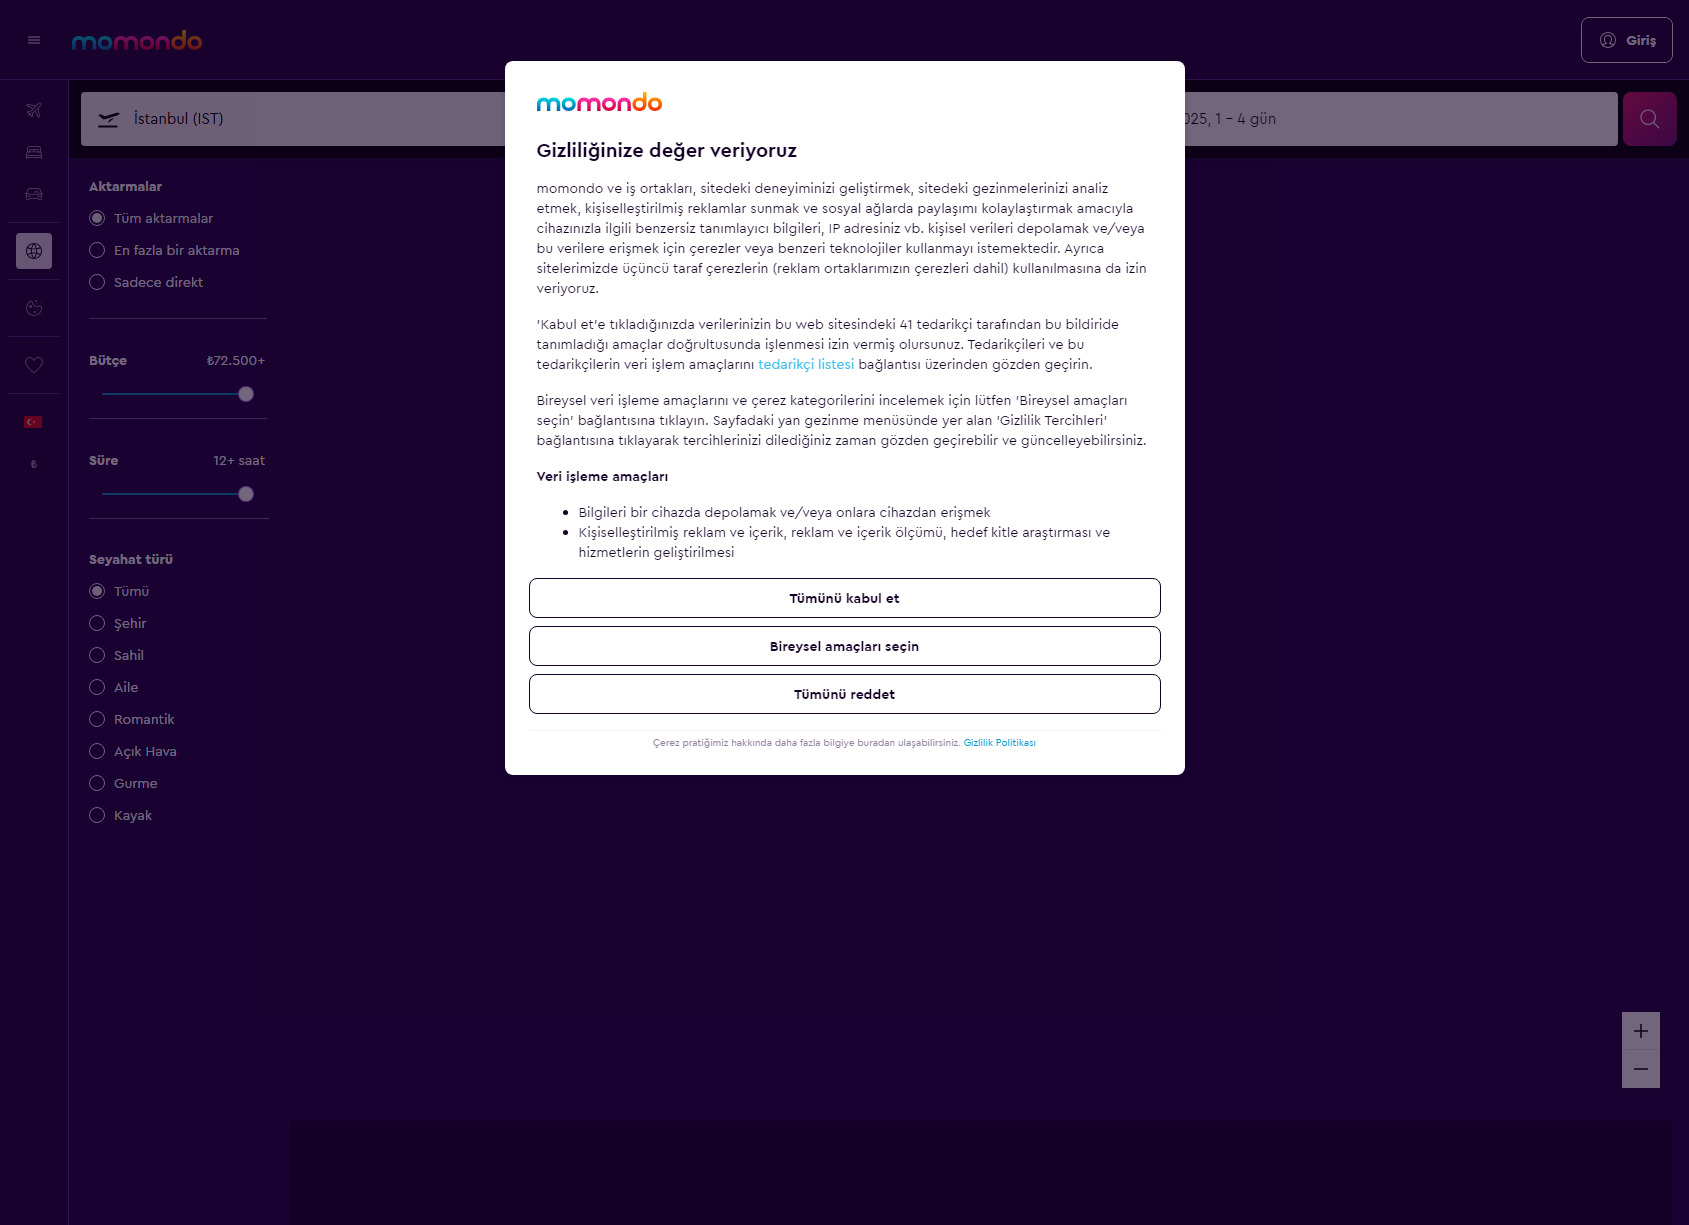 momondo
Giriş
İstanbul (IST)
025, 1 – 4 gün
momondo
Gizliliğinize değer veriyoruz
momondo ve iş ortakları, sitedeki deneyiminizi geliştirmek, sitedeki gezinmelerinizi analiz
etmek, kişiselleştirilmiş reklamlar sunmak ve sosyal ağlarda paylaşımı kolaylaştırmak amacıyla
cihazınızla ilgili benzersiz tanımlayıcı bilgileri, IP adresiniz vb. kişisel verileri depolamak ve/veya
bu verilere erişmek için çerezler veya benzeri teknolojiler kullanmayı istemektedir. Ayrıca
sitelerimizde üçüncü taraf çerezlerin (reklam ortaklarımızın çerezleri dahil) kullanılmasına da izin
veriyoruz.
'Kabul et'e tıkladığınızda verilerinizin bu web sitesindeki 41 tedarikçi tarafından bu bildiride
tanımladığı amaçlar doğrultusunda işlenmesi izin vermiş olursunuz. Tedarikçileri ve bu
tedarikçilerin veri işlem amaçlarını tedarikçi listesi bağlantısı üzerinden gözden geçirin.
Bireysel veri işleme amaçlarını ve çerez kategorilerini incelemek için lütfen 'Bireysel amaçları
seçin' bağlantısına tıklayın. Sayfadaki yan gezinme menüsünde yer alan 'Gizlilik Tercihleri'
bağlantısına tıklayarak tercihlerinizi dilediğiniz zaman gözden geçirebilir ve güncelleyebilirsiniz.
Veri işleme amaçları
• Bilgileri bir cihazda depolamak ve/veya onlara cihazdan erişmek
• Kişiselleştirilmiş reklam ve içerik, reklam ve içerik ölçümü, hedef kitle araştırması ve
hizmetlerin geliştirilmesi
Tümünü kabul et
Bireysel amaçları seçin
Tümünü reddet
Çerez pratiğimiz hakkında daha fazla bilgiye buradan ulaşabilirsiniz. Gizlilik Politikası
Aktarmalar
Tüm aktarmalar
En fazla bir aktarma
Sadece direkt
Bütçe ₺72.500+
Süre 12+ saat
Seyahat türü
Tümü
Şehir
Sahil
Aile
Romantik
Açık Hava
Gurme
Kayak
₺
+
−